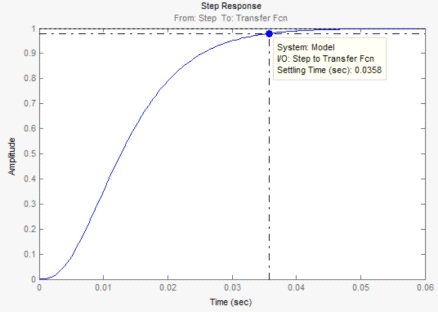 Step Response
From: Step To: Transfer Fcn
1
0.9
0.8
0.7
0.6
0.5
0.4
0.3
0.2
0.1
0
Amplitude
System: Model
I/O: Step to Transfer Fcn
Settling Time (sec): 0.0358
0
0.01
0.02
0.03
0.04
0.05
0.06
Time (sec)